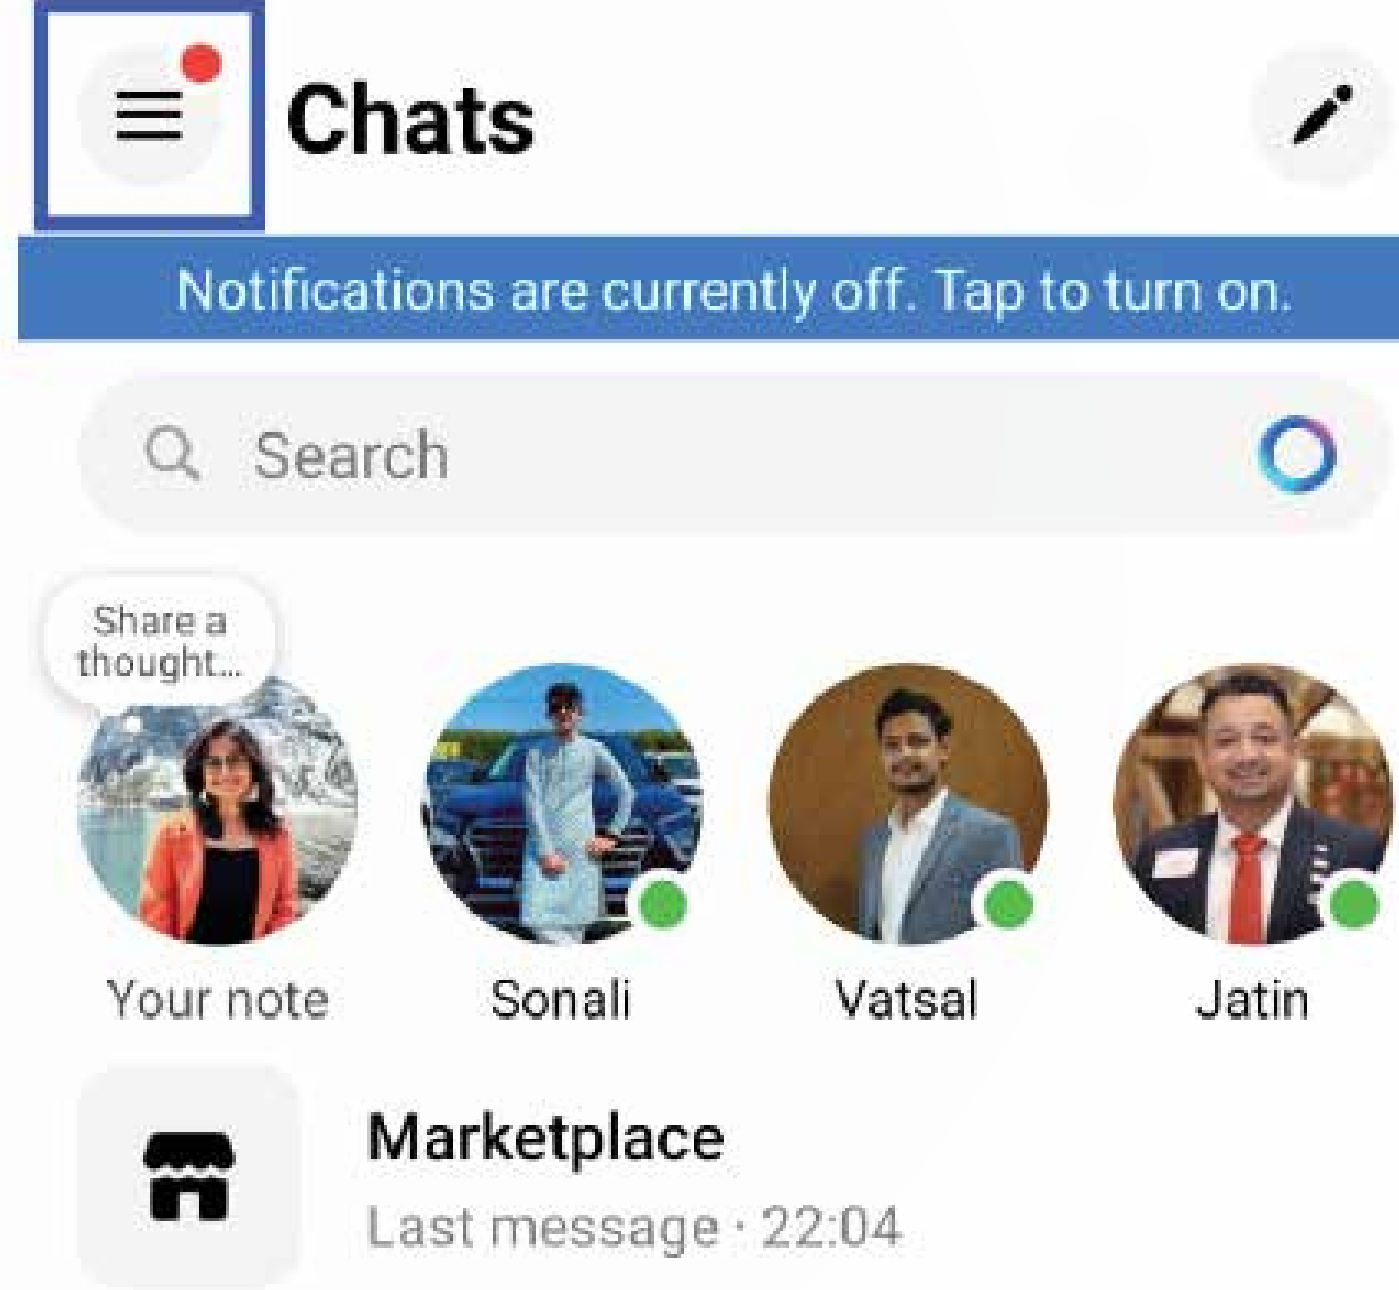 Chats
Notifications are currently off. Tap to turn on.
Search
Share a
thought...
Your note
Sonali
Vatsal
Jatin
Marketplace
Last message · 22:04